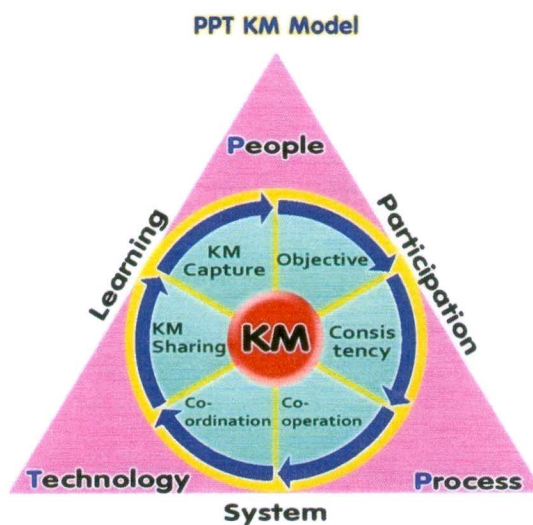 PPT KM Model
People
Learning
Participation
KM
Capture
Objective
KM
Sharing
KM
Consis
tency
Co-
ordination
Co-
operation
Technology
Process
System